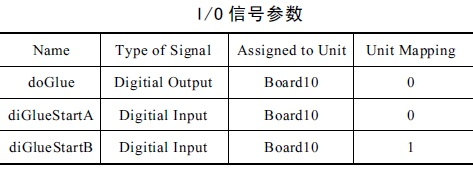 I/O 信号参数
Name Type of Signal Assigned to Unit Unit Mapping
doGlue Digitial Output Board10 0
diGlueStartA Digitial Input Board10 0
diGlueStartB Digitial Input Board10 1